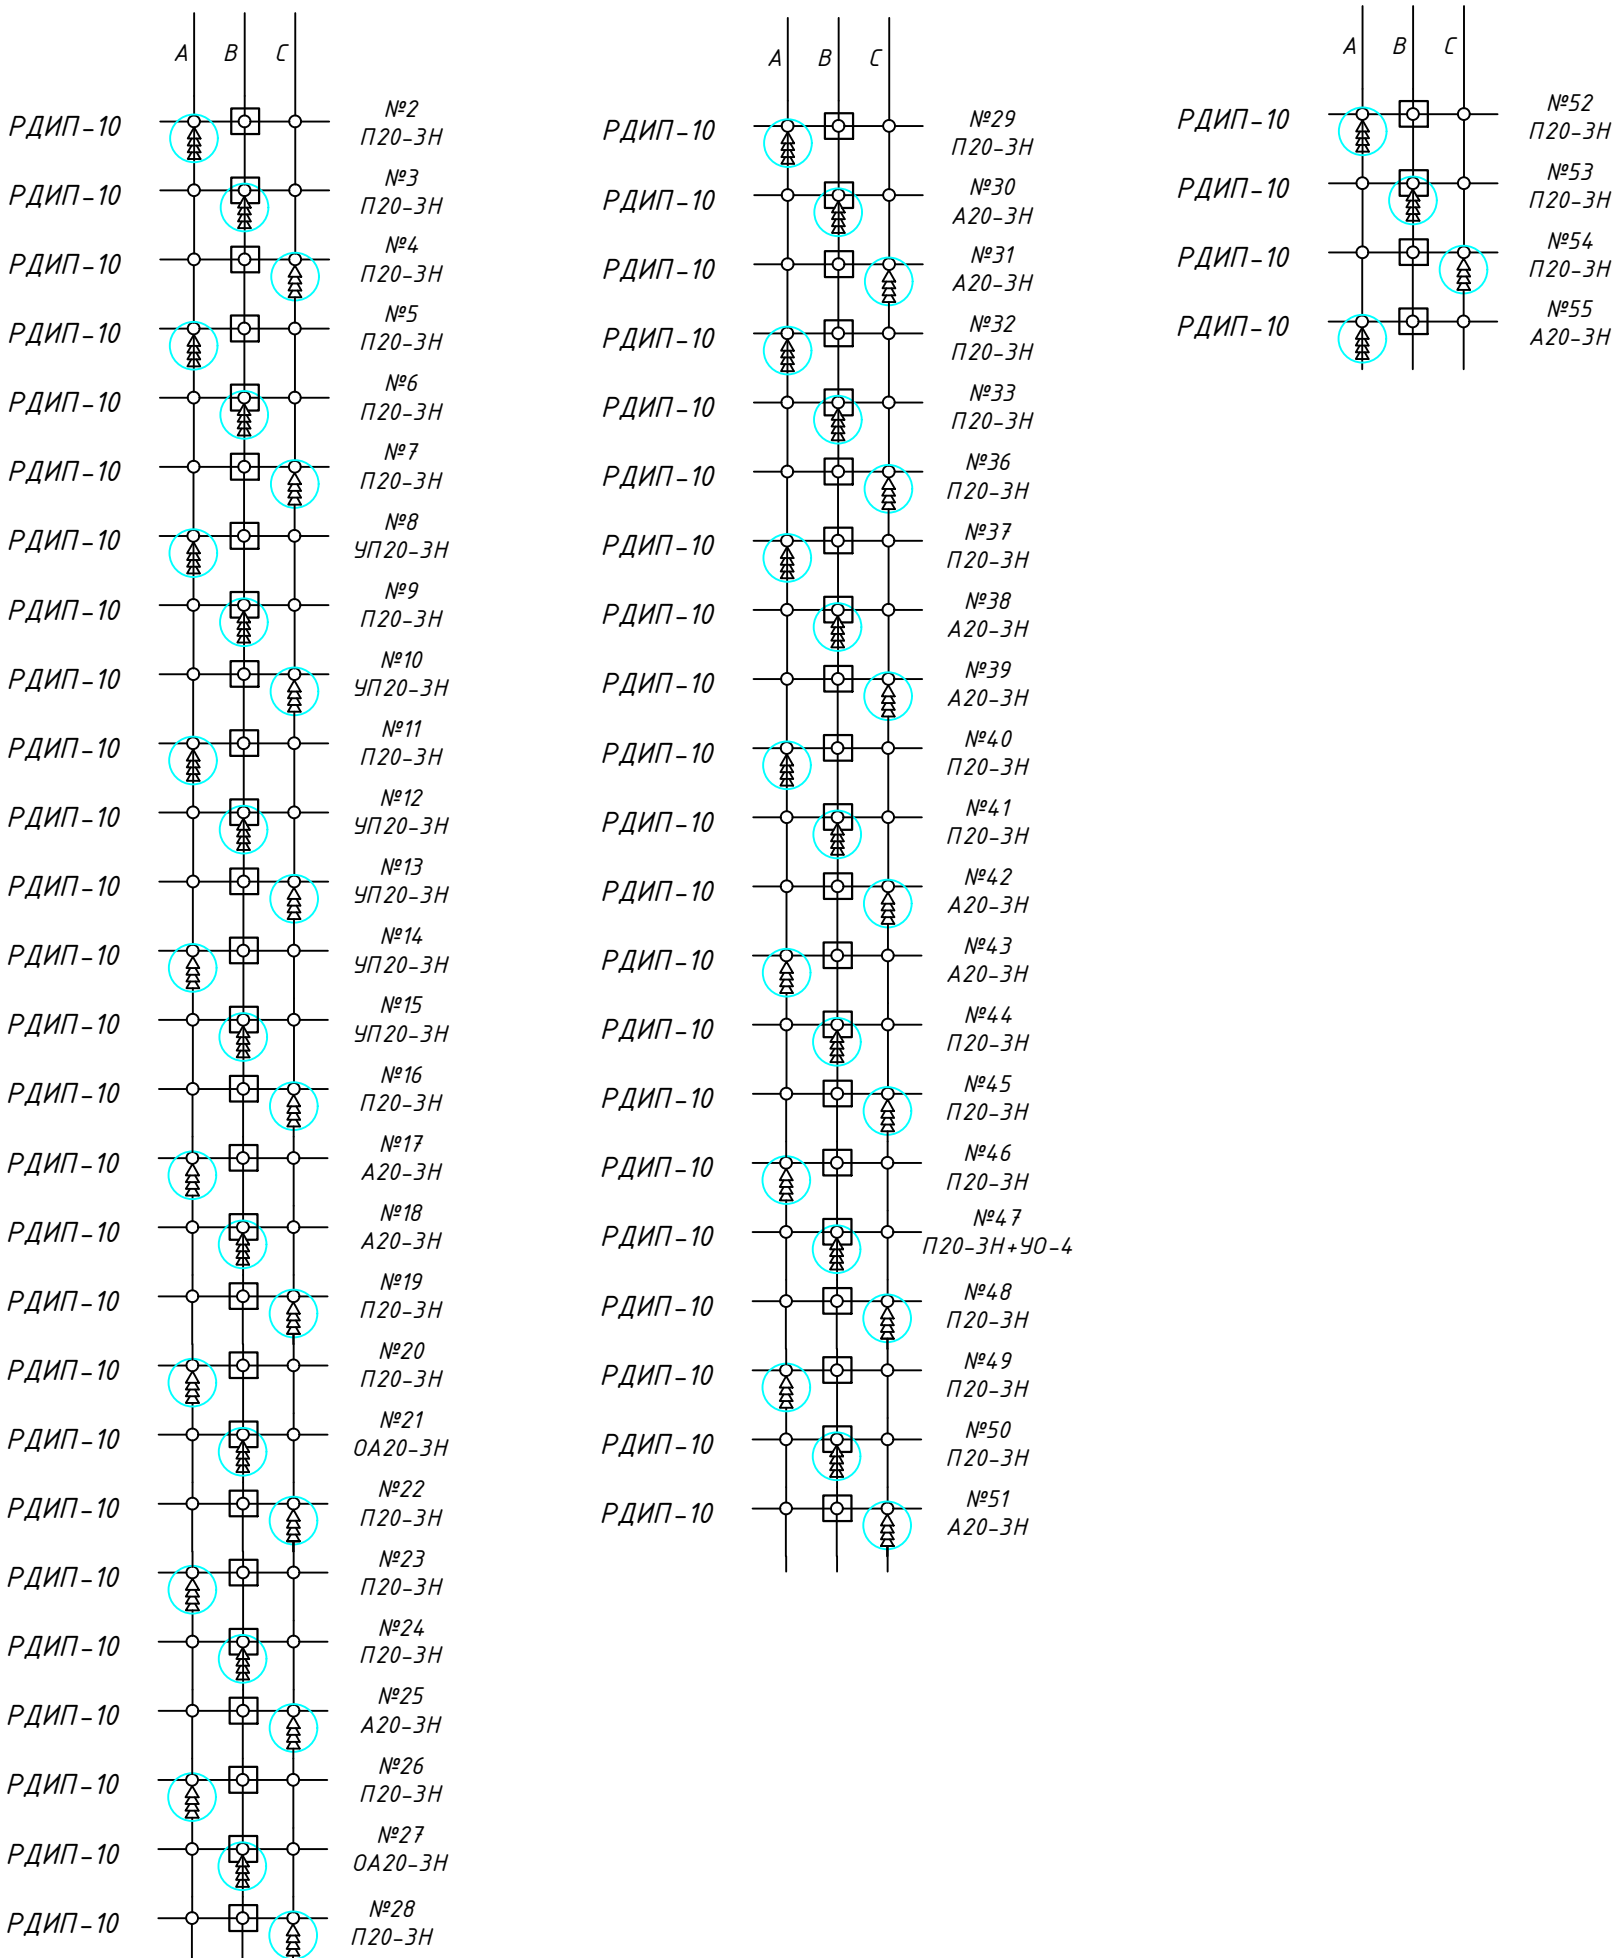 A B C
РДИП-10
№2
П20-3Н
РДИП-10
№3
П20-3Н
РДИП-10
№4
П20-3Н
РДИП-10
№5
П20-3Н
РДИП-10
№6
П20-3Н
РДИП-10
№7
П20-3Н
РДИП-10
№8
УП20-3Н
РДИП-10
№9
П20-3Н
РДИП-10
№10
УП20-3Н
РДИП-10
№11
П20-3Н
РДИП-10
№12
УП20-3Н
РДИП-10
№13
УП20-3Н
РДИП-10
№14
УП20-3Н
РДИП-10
№15
УП20-3Н
РДИП-10
№16
П20-3Н
РДИП-10
№17
А20-3Н
РДИП-10
№18
А20-3Н
РДИП-10
№19
П20-3Н
РДИП-10
№20
П20-3Н
РДИП-10
№21
ОА20-3Н
РДИП-10
№22
П20-3Н
РДИП-10
№23
П20-3Н
РДИП-10
№24
П20-3Н
РДИП-10
№25
А20-3Н
РДИП-10
№26
П20-3Н
РДИП-10
№27
ОА20-3Н
РДИП-10
№28
П20-3Н
A B C
РДИП-10
№29
П20-3Н
РДИП-10
№30
А20-3Н
РДИП-10
№31
А20-3Н
РДИП-10
№32
П20-3Н
РДИП-10
№33
П20-3Н
РДИП-10
№36
П20-3Н
РДИП-10
№37
П20-3Н
РДИП-10
№38
А20-3Н
РДИП-10
№39
А20-3Н
РДИП-10
№40
П20-3Н
РДИП-10
№41
П20-3Н
РДИП-10
№42
А20-3Н
РДИП-10
№43
А20-3Н
РДИП-10
№44
П20-3Н
РДИП-10
№45
П20-3Н
РДИП-10
№46
П20-3Н
РДИП-10
№47
П20-3Н+УО-4
РДИП-10
№48
П20-3Н
РДИП-10
№49
П20-3Н
РДИП-10
№50
П20-3Н
РДИП-10
№51
А20-3Н
A B C
РДИП-10
№52
П20-3Н
РДИП-10
№53
П20-3Н
РДИП-10
№54
П20-3Н
РДИП-10
№55
А20-3Н